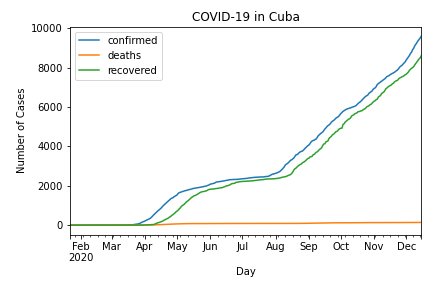 COVID-19 in Cuba
10000
8000
6000
4000
2000
0
Number of Cases
confirmed
deaths
recovered
Feb Mar Apr May Jun Jul Aug Sep Oct Nov Dec
2020
Day